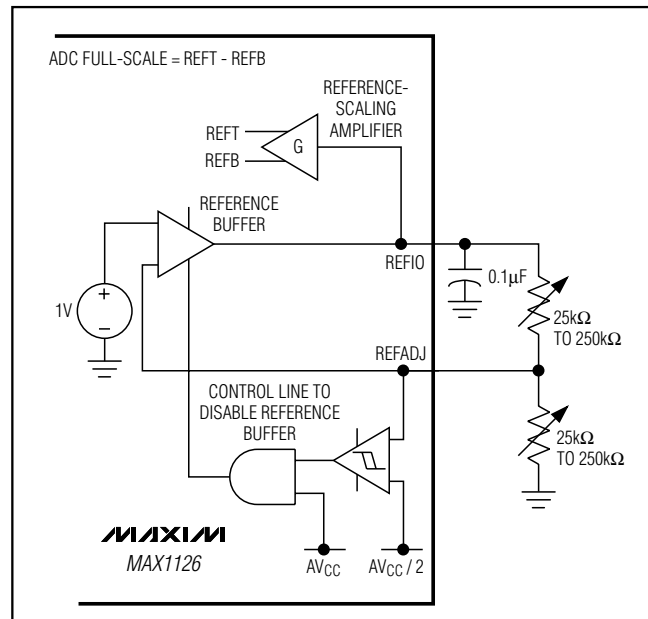 ADC FULL-SCALE = REFT - REFB
REFERENCE-
SCALING
AMPLIFIER
REFT
REFB
G
REFERENCE
BUFFER
REFIO
0.1µF
1V
+
−
25kΩ
TO 250kΩ
REFADJ
CONTROL LINE TO
DISABLE REFERENCE
BUFFER
25kΩ
TO 250kΩ
MAXIM
MAX1126
AVCC
AVCC / 2